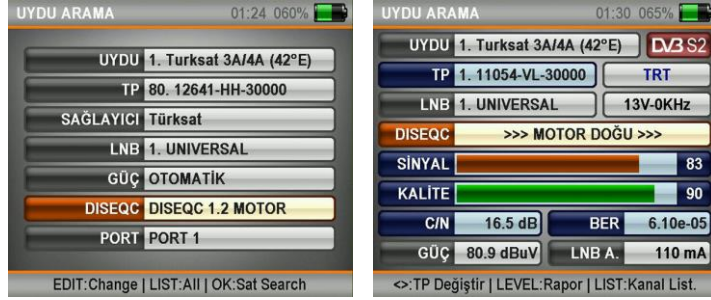 UYDU ARAMA 01:24 060%
UYDU 1. Turksat 3A/4A (42°E)
TP 80. 12641-HH-30000
SAĞLAYICI Türksat
LNB 1. UNIVERSAL
GÜÇ OTOMATİK
DISEQC DISEQC 1.2 MOTOR
PORT PORT 1
EDIT:Change | LIST:All | OK:Sat Search
UYDU ARAMA 01:30 065%
UYDU 1. Turksat 3A/4A (42°E) DVB S2
TP 1. 11054-VL-30000 TRT
LNB 1. UNIVERSAL 13V-0KHz
DISEQC >>> MOTOR DOĞU >>>
SİNYAL 83
KALİTE 90
C/N 16.5 dB BER 6.10e-05
GÜÇ 80.9 dBuV LNB A. 110 mA
<>:TP Değiştir | LEVEL:Rapor | LIST:Kanal List.